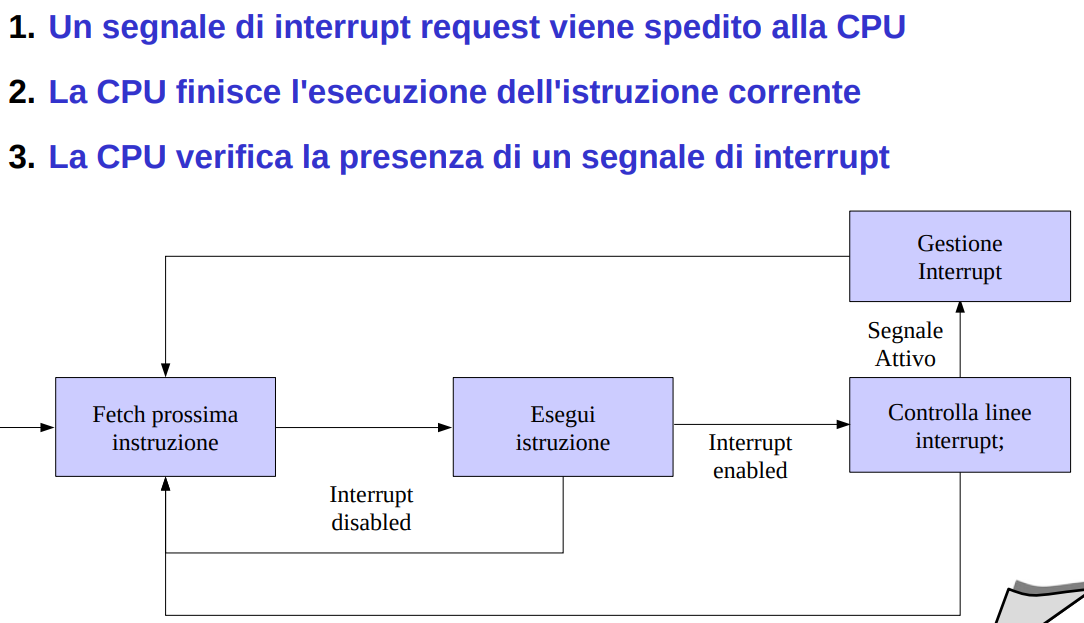 1. Un segnale di interrupt request viene spedito alla CPU
2. La CPU finisce l'esecuzione dell'istruzione corrente
3. La CPU verifica la presenza di un segnale di interrupt
Gestione
Interrupt
Segnale
Attivo
Fetch prossima
instruzione
Esegui
istruzione
Interrupt
enabled
Controlla linee
interrupt;
Interrupt
disabled